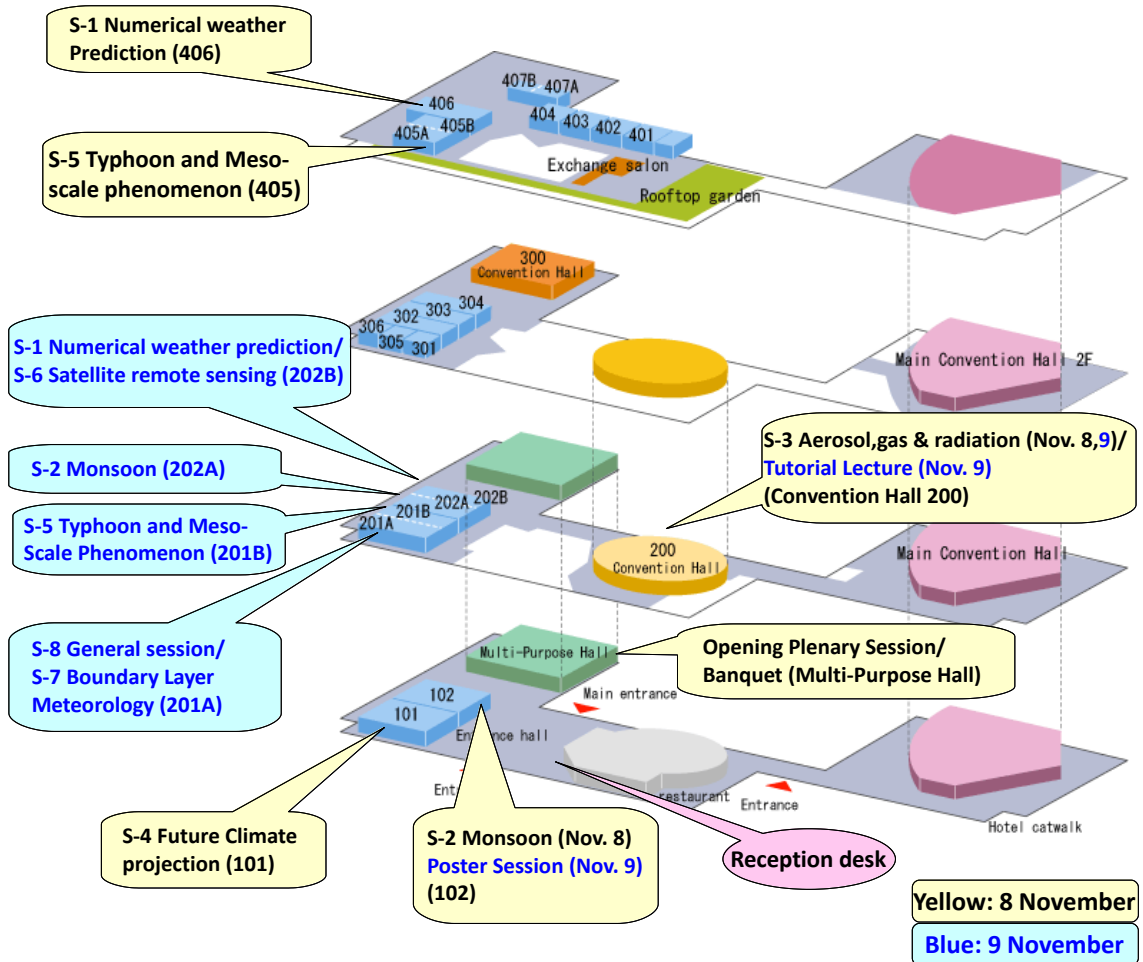 S-1 Numerical weather
Prediction (406)
407B
407A
406
405A
405B
404
403
402
401
S-5 Typhoon and Meso-
scale phenomenon (405)
Exchange salon
Rooftop garden
300
Convention Hall
304
303
302
306
305
301
Main Convention Hall 2F
S-1 Numerical weather prediction/
S-6 Satellite remote sensing (202B)
S-3 Aerosol,gas & radiation (Nov. 8,9)/
Tutorial Lecture (Nov. 9)
(Convention Hall 200)
S-2 Monsoon (202A)
202B
202A
201B
201A
S-5 Typhoon and Meso-
Scale Phenomenon (201B)
200
Convention Hall
Main Convention Hall
S-8 General session/
S-7 Boundary Layer
Meteorology (201A)
Multi-Purpose Hall
Opening Plenary Session/
Banquet (Multi-Purpose Hall)
Main entrance
102
101
Entrance hall
restaurant
Entrance
Hotel catwalk
S-4 Future Climate
projection (101)
S-2 Monsoon (Nov. 8)
Poster Session (Nov. 9)
(102)
Reception desk
Yellow: 8 November
Blue: 9 November